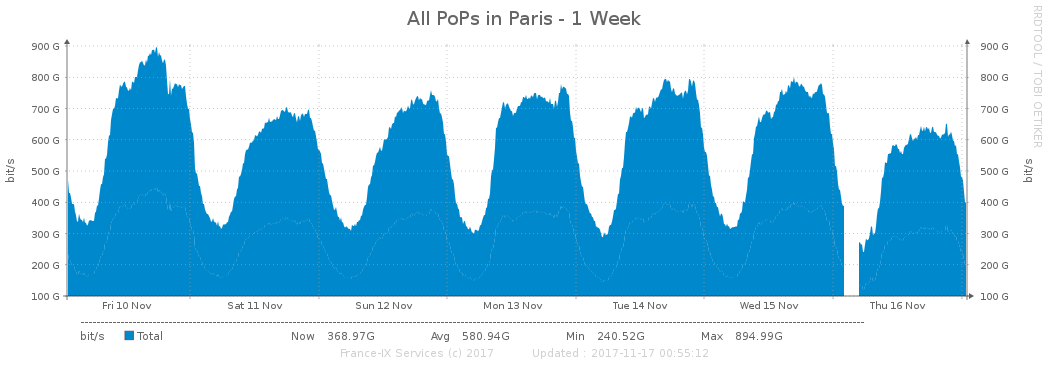 All PoPs in Paris - 1 Week
RRDTOOL / TOBI OETIKER
900 G 900 G
800 G 800 G
700 G 700 G
600 G 600 G
500 G 500 G
400 G 400 G
300 G 300 G
200 G 200 G
100 G 100 G
bit/s
bit/s
Fri 10 Nov Sat 11 Nov Sun 12 Nov Mon 13 Nov Tue 14 Nov Wed 15 Nov Thu 16 Nov
bit/s Total Now 368.97G Avg 580.94G Min 240.52G Max 894.99G
France-IX Services (c) 2017 Updated : 2017-11-17 00:55:12